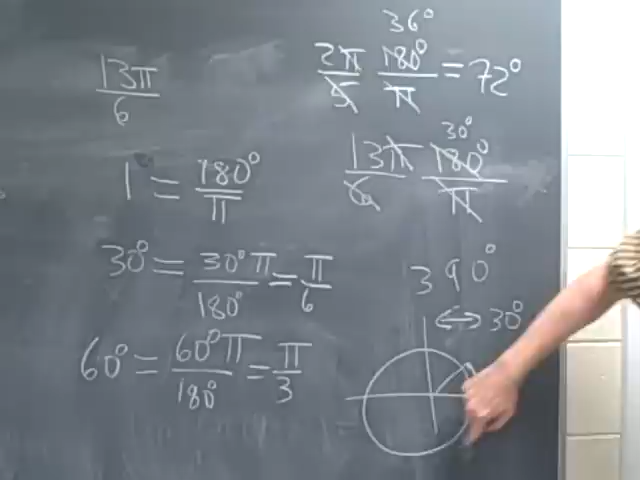 13π/6
1° = 180°/π
30° = 30°π/180° = π/6
60° = 60°π/180° = π/3
36°
2π/5 180°/π = 72°
30°
13π/6 180°/π
390°
↔ 30°